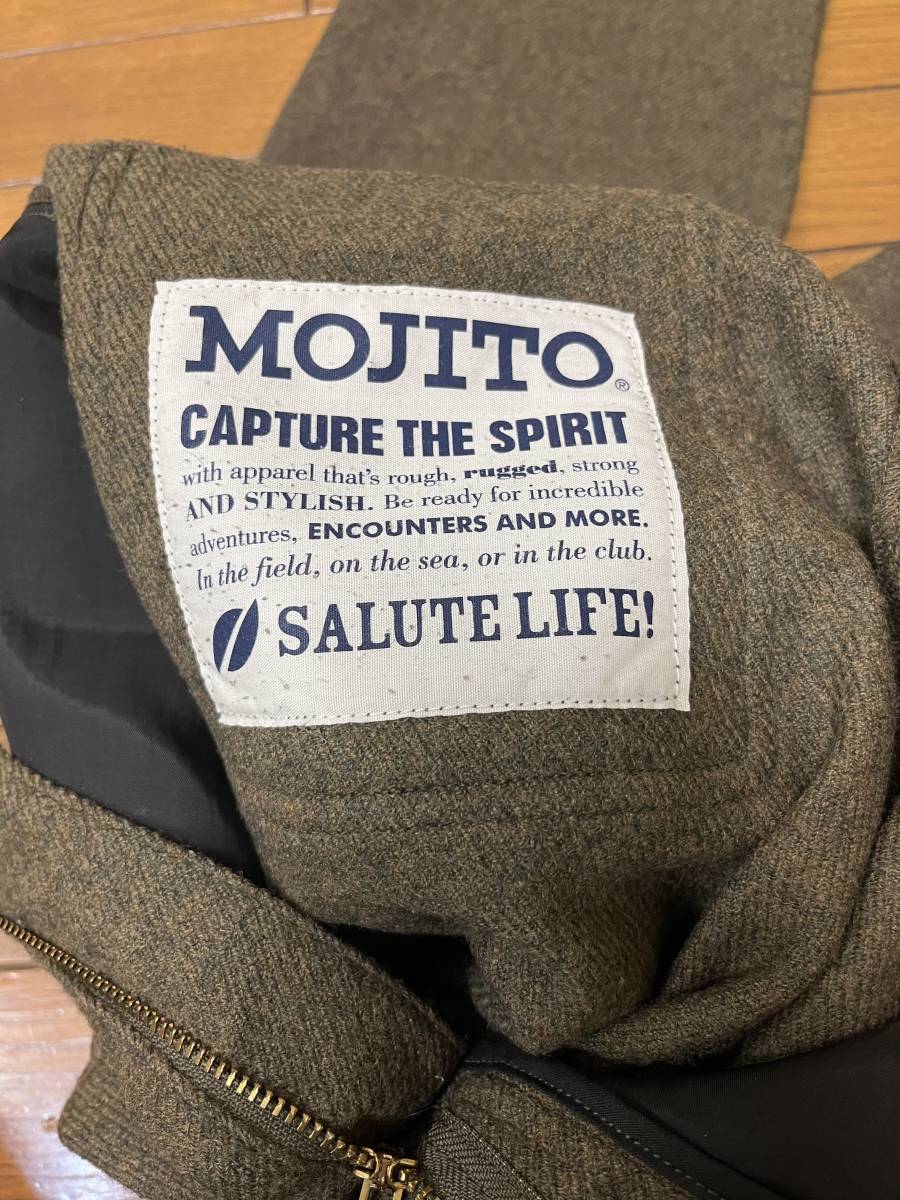 MOJITO®
CAPTURE THE SPIRIT
with apparel that's rough, rugged, strong
AND STYLISH. Be ready for incredible
adventures, ENCOUNTERS AND MORE.
In the field, on the sea, or in the club.
SALUTE LIFE!